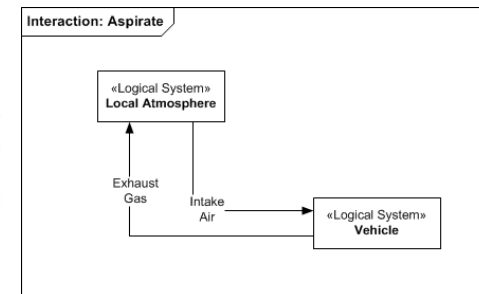 Interaction: Aspirate
«Logical System»
Local Atmosphere
Exhaust
Gas
Intake
Air
«Logical System»
Vehicle